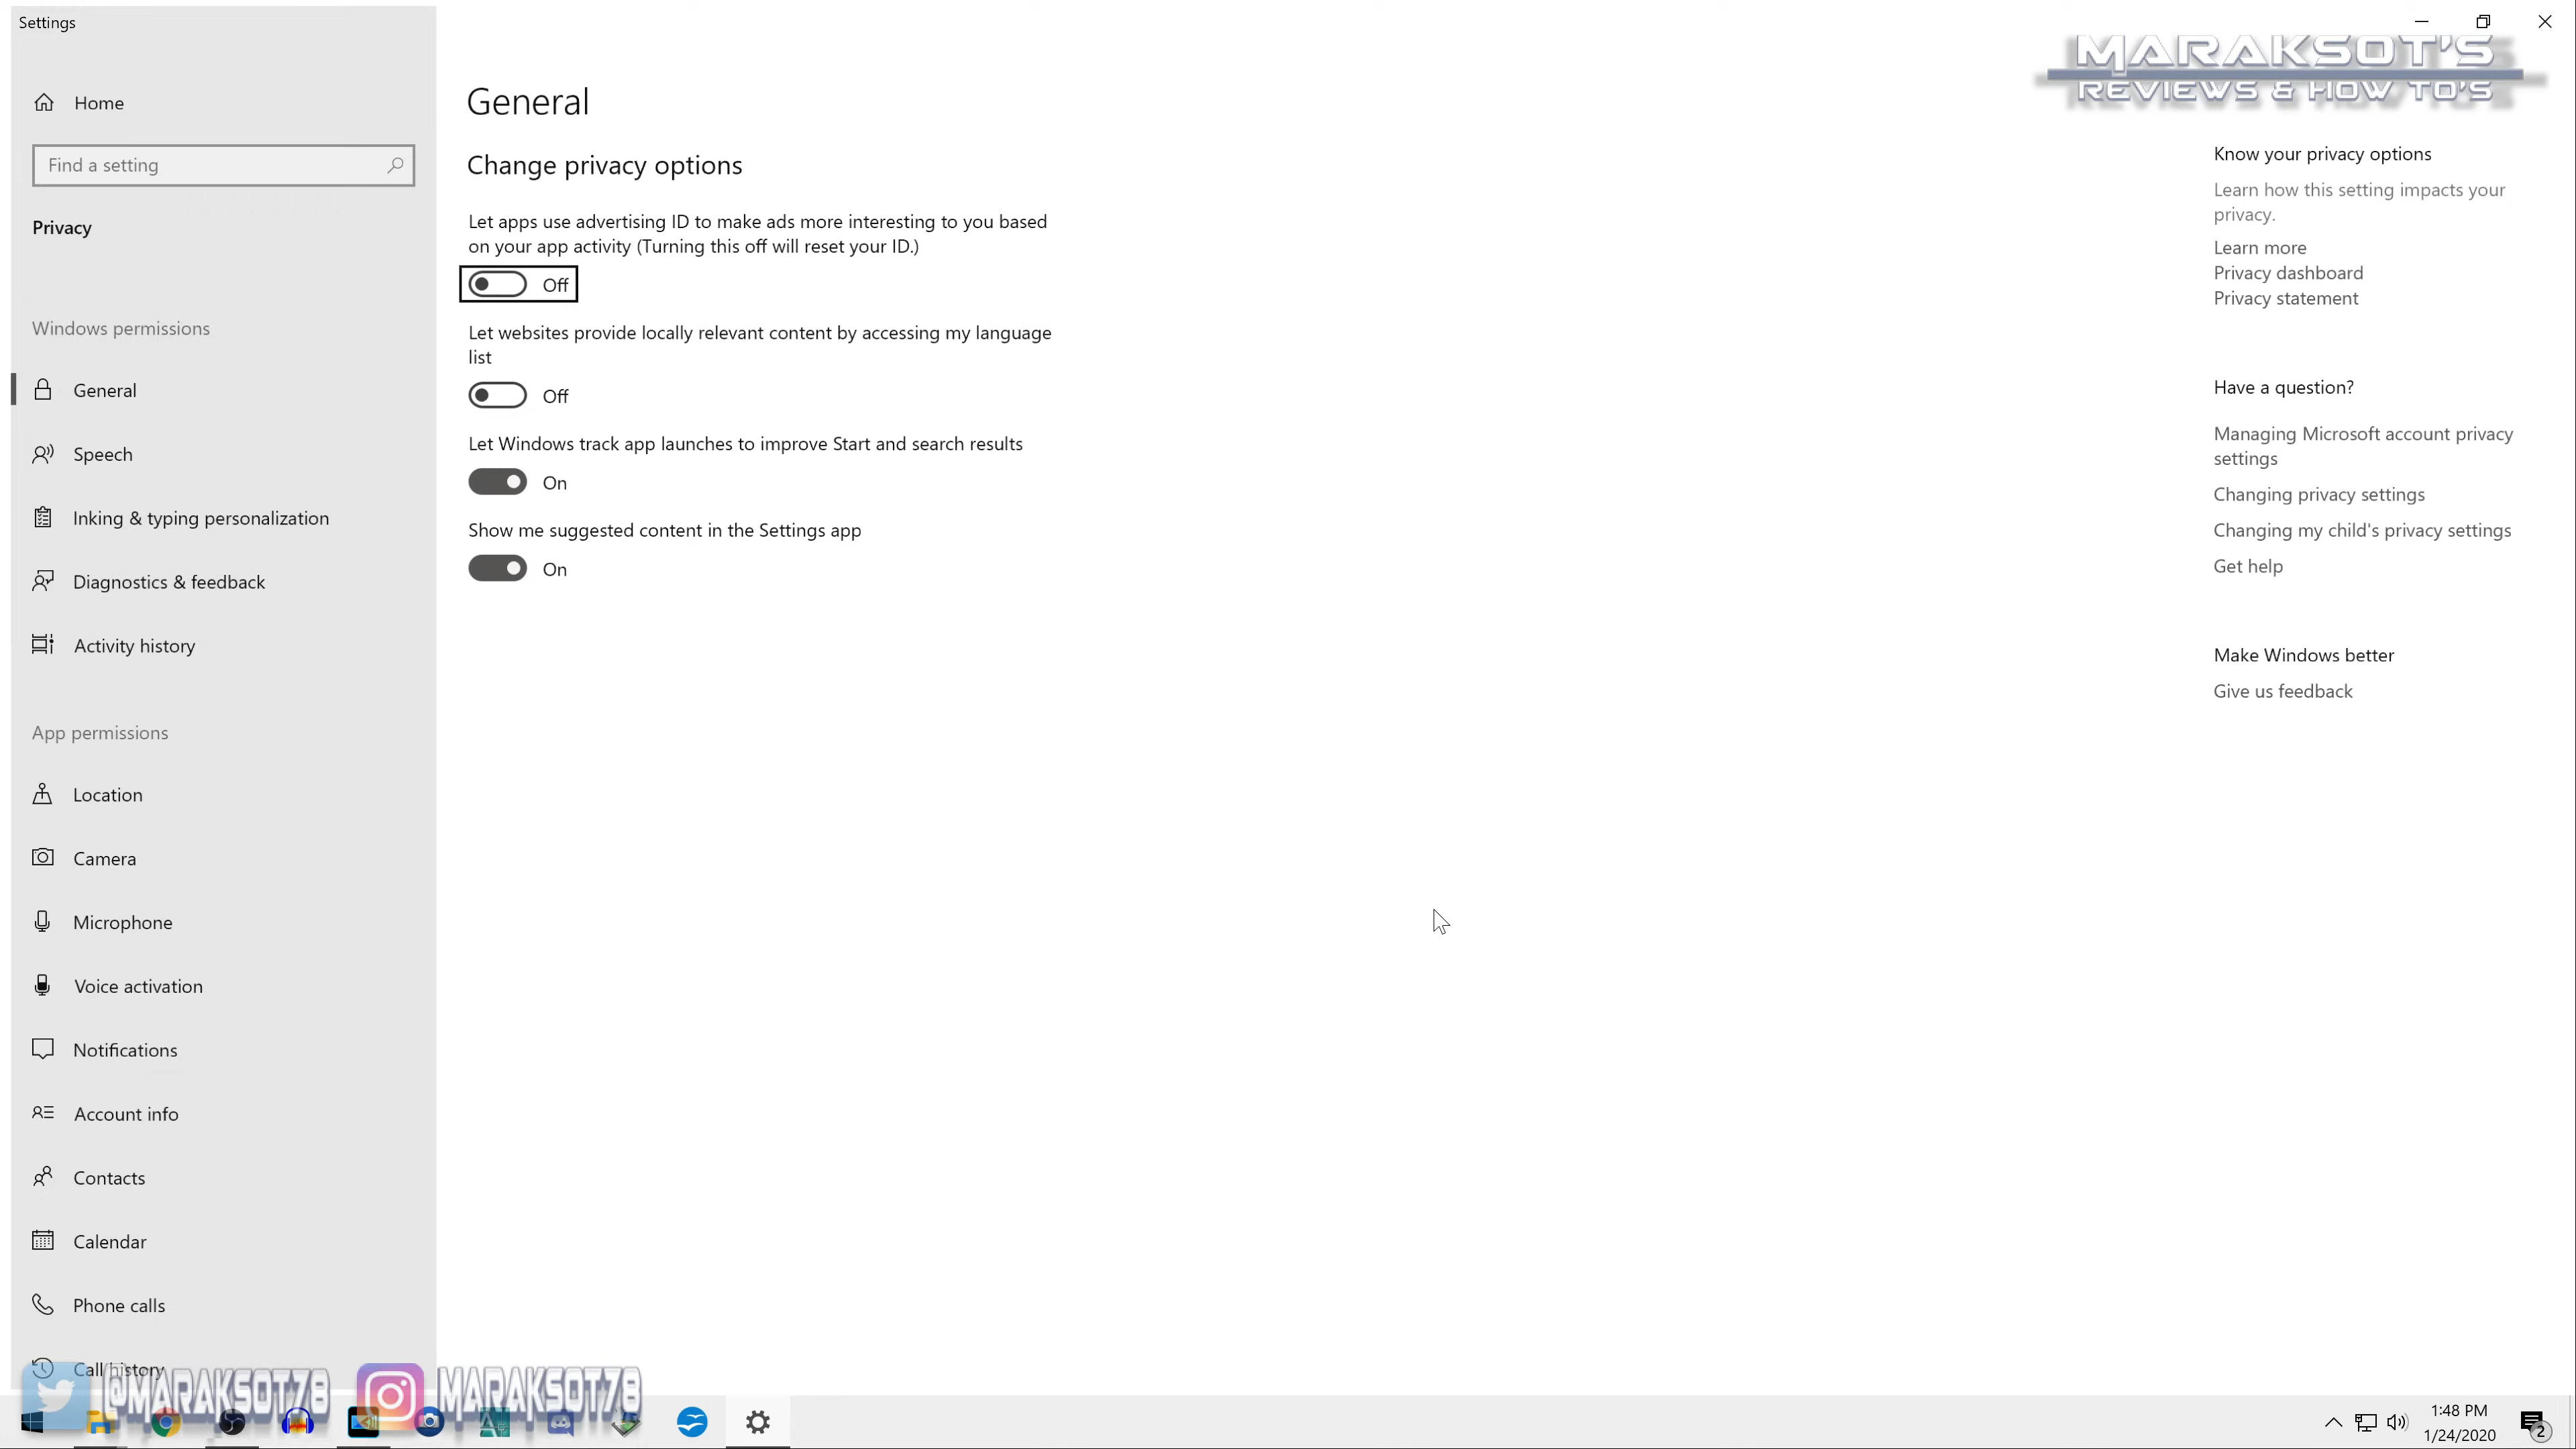 Settings
Home
Find a setting
Privacy
Windows permissions
General
Speech
Inking & typing personalization
Diagnostics & feedback
Activity history
App permissions
Location
Camera
Microphone
Voice activation
Notifications
Account info
Contacts
Calendar
Phone calls
Call history
General
Change privacy options
Let apps use advertising ID to make ads more interesting to you based
on your app activity (Turning this off will reset your ID.)
Off
Let websites provide locally relevant content by accessing my language
list
Off
Let Windows track app launches to improve Start and search results
On
Show me suggested content in the Settings app
On
MARAKSOT'S
REVIEWS & HOW TO'S
Know your privacy options
Learn how this setting impacts your
privacy.
Learn more
Privacy dashboard
Privacy statement
Have a question?
Managing Microsoft account privacy
settings
Changing privacy settings
Changing my child's privacy settings
Get help
Make Windows better
Give us feedback
@MARAKSOT78
MARAKSOT78
1:48 PM
1/24/2020
2